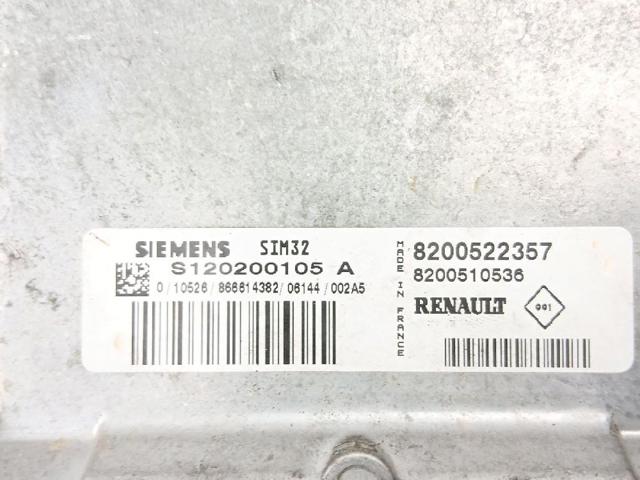 SIEMENS SIM32
S120200105 A
0/10526/866814382/06144/002A5
MADE IN FRANCE
8200522357
8200510536
RENAULT 001